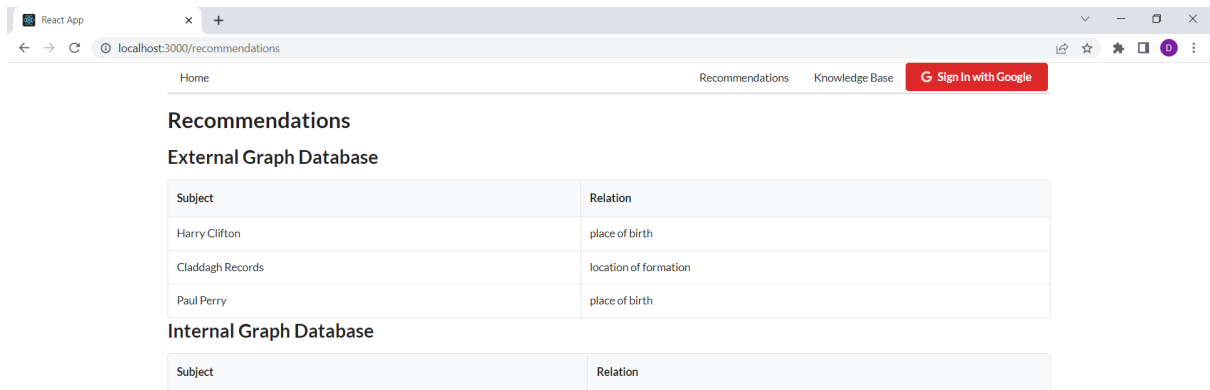 React App
localhost:3000/recommendations
D
Home Recommendations Knowledge Base G Sign In with Google
Recommendations
External Graph Database
Subject Relation
Harry Clifton place of birth
Claddagh Records location of formation
Paul Perry place of birth
Internal Graph Database
Subject Relation